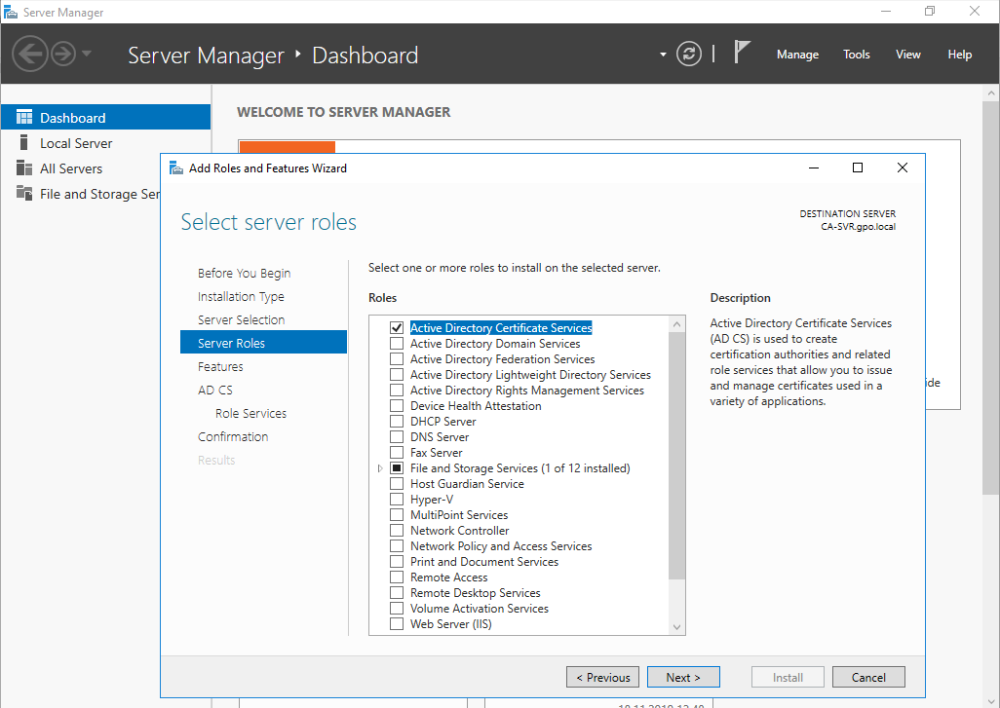 Server Manager
Server Manager ‣ Dashboard
Manage Tools View Help
Dashboard
Local Server
All Servers
File and Storage Ser
WELCOME TO SERVER MANAGER
Add Roles and Features Wizard
Select server roles
DESTINATION SERVER
CA-SVR.gpo.local
Before You Begin
Installation Type
Server Selection
Server Roles
Features
AD CS
Role Services
Confirmation
Results
Select one or more roles to install on the selected server.
Roles
Active Directory Certificate Services
Active Directory Domain Services
Active Directory Federation Services
Active Directory Lightweight Directory Services
Active Directory Rights Management Services
Device Health Attestation
DHCP Server
DNS Server
Fax Server
File and Storage Services (1 of 12 installed)
Host Guardian Service
Hyper-V
MultiPoint Services
Network Controller
Network Policy and Access Services
Print and Document Services
Remote Access
Remote Desktop Services
Volume Activation Services
Web Server (IIS)
Description
Active Directory Certificate Services
(AD CS) is used to create
certification authorities and related
role services that allow you to issue
and manage certificates used in a
variety of applications.
ide
< Previous
Next >
Install
Cancel